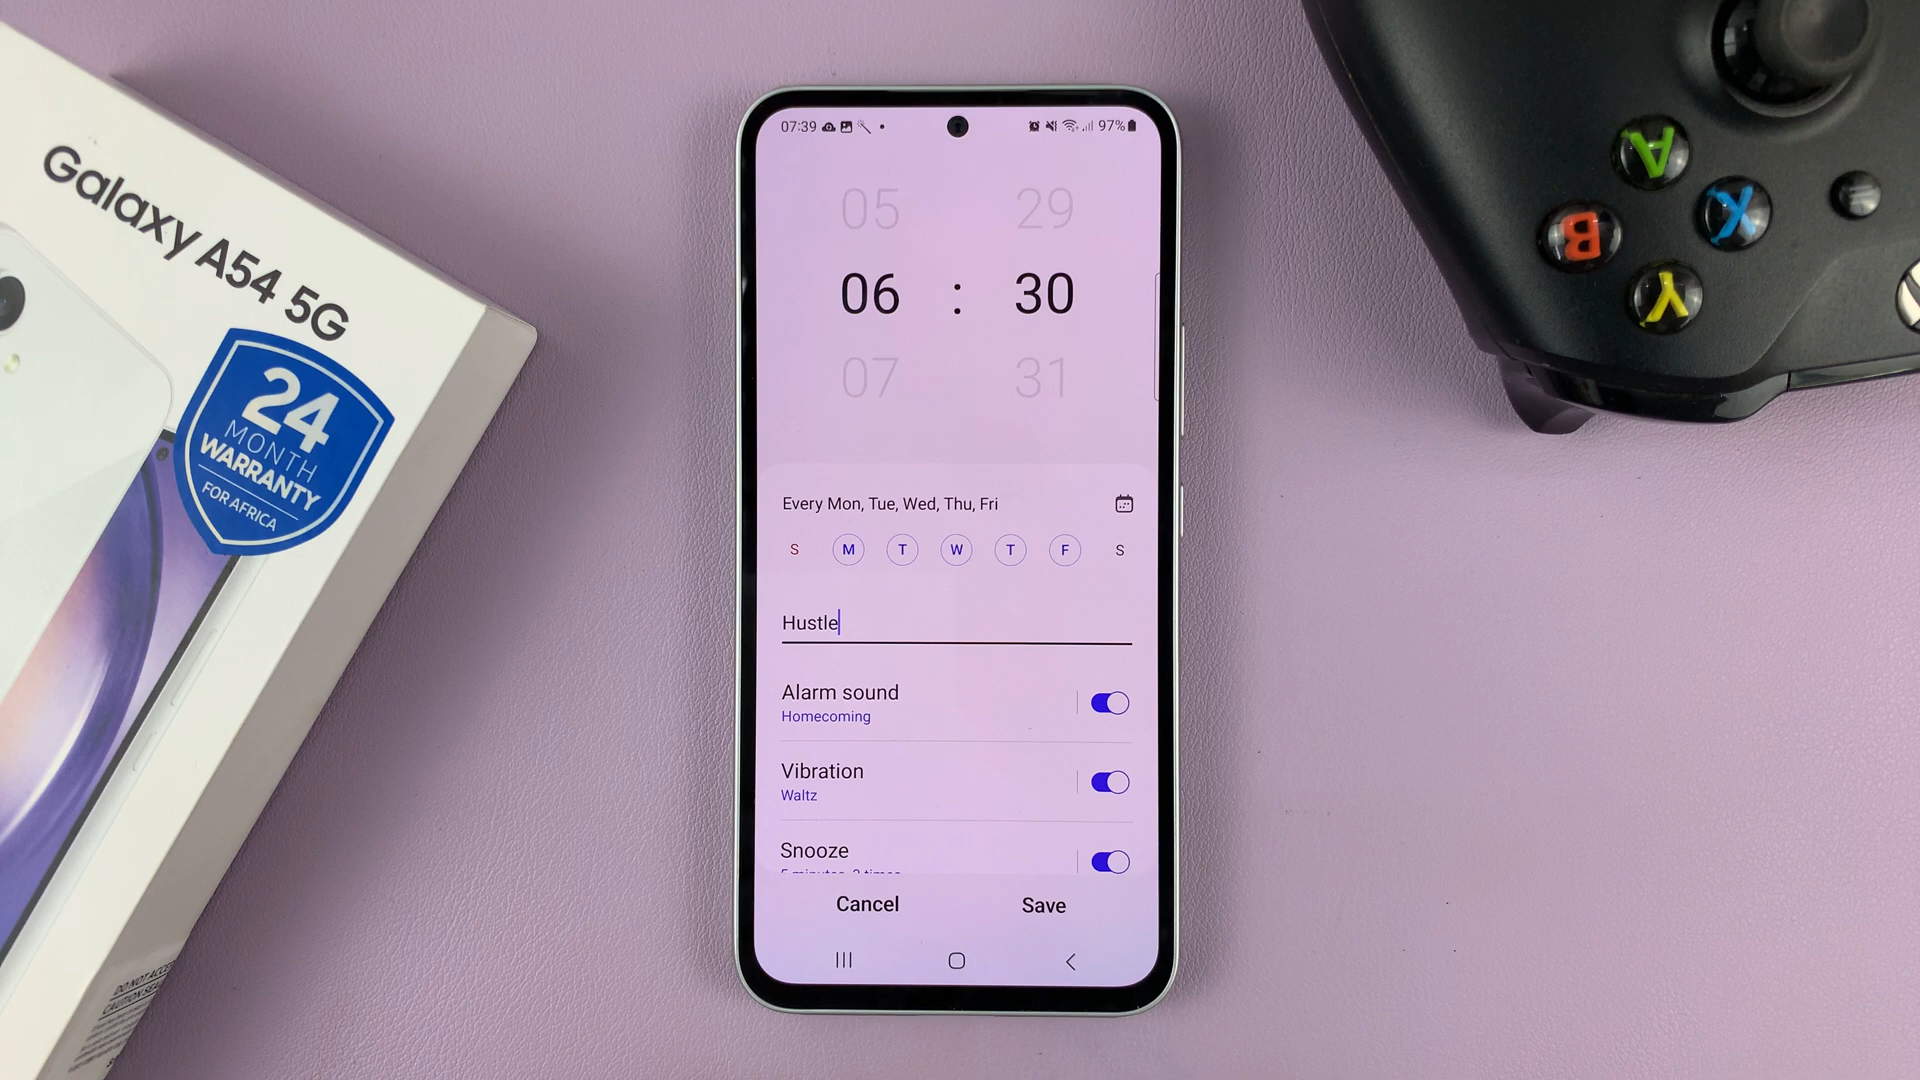 Galaxy A54 5G
24
MONTH
WARRANTY
FOR AFRICA
07:39
97%
05 29
06 : 30
07 31
Every Mon, Tue, Wed, Thu, Fri
S M T W T F S
Hustle
Alarm sound
Homecoming
Vibration
Waltz
Snooze
Cancel Save
A
B
X
Y